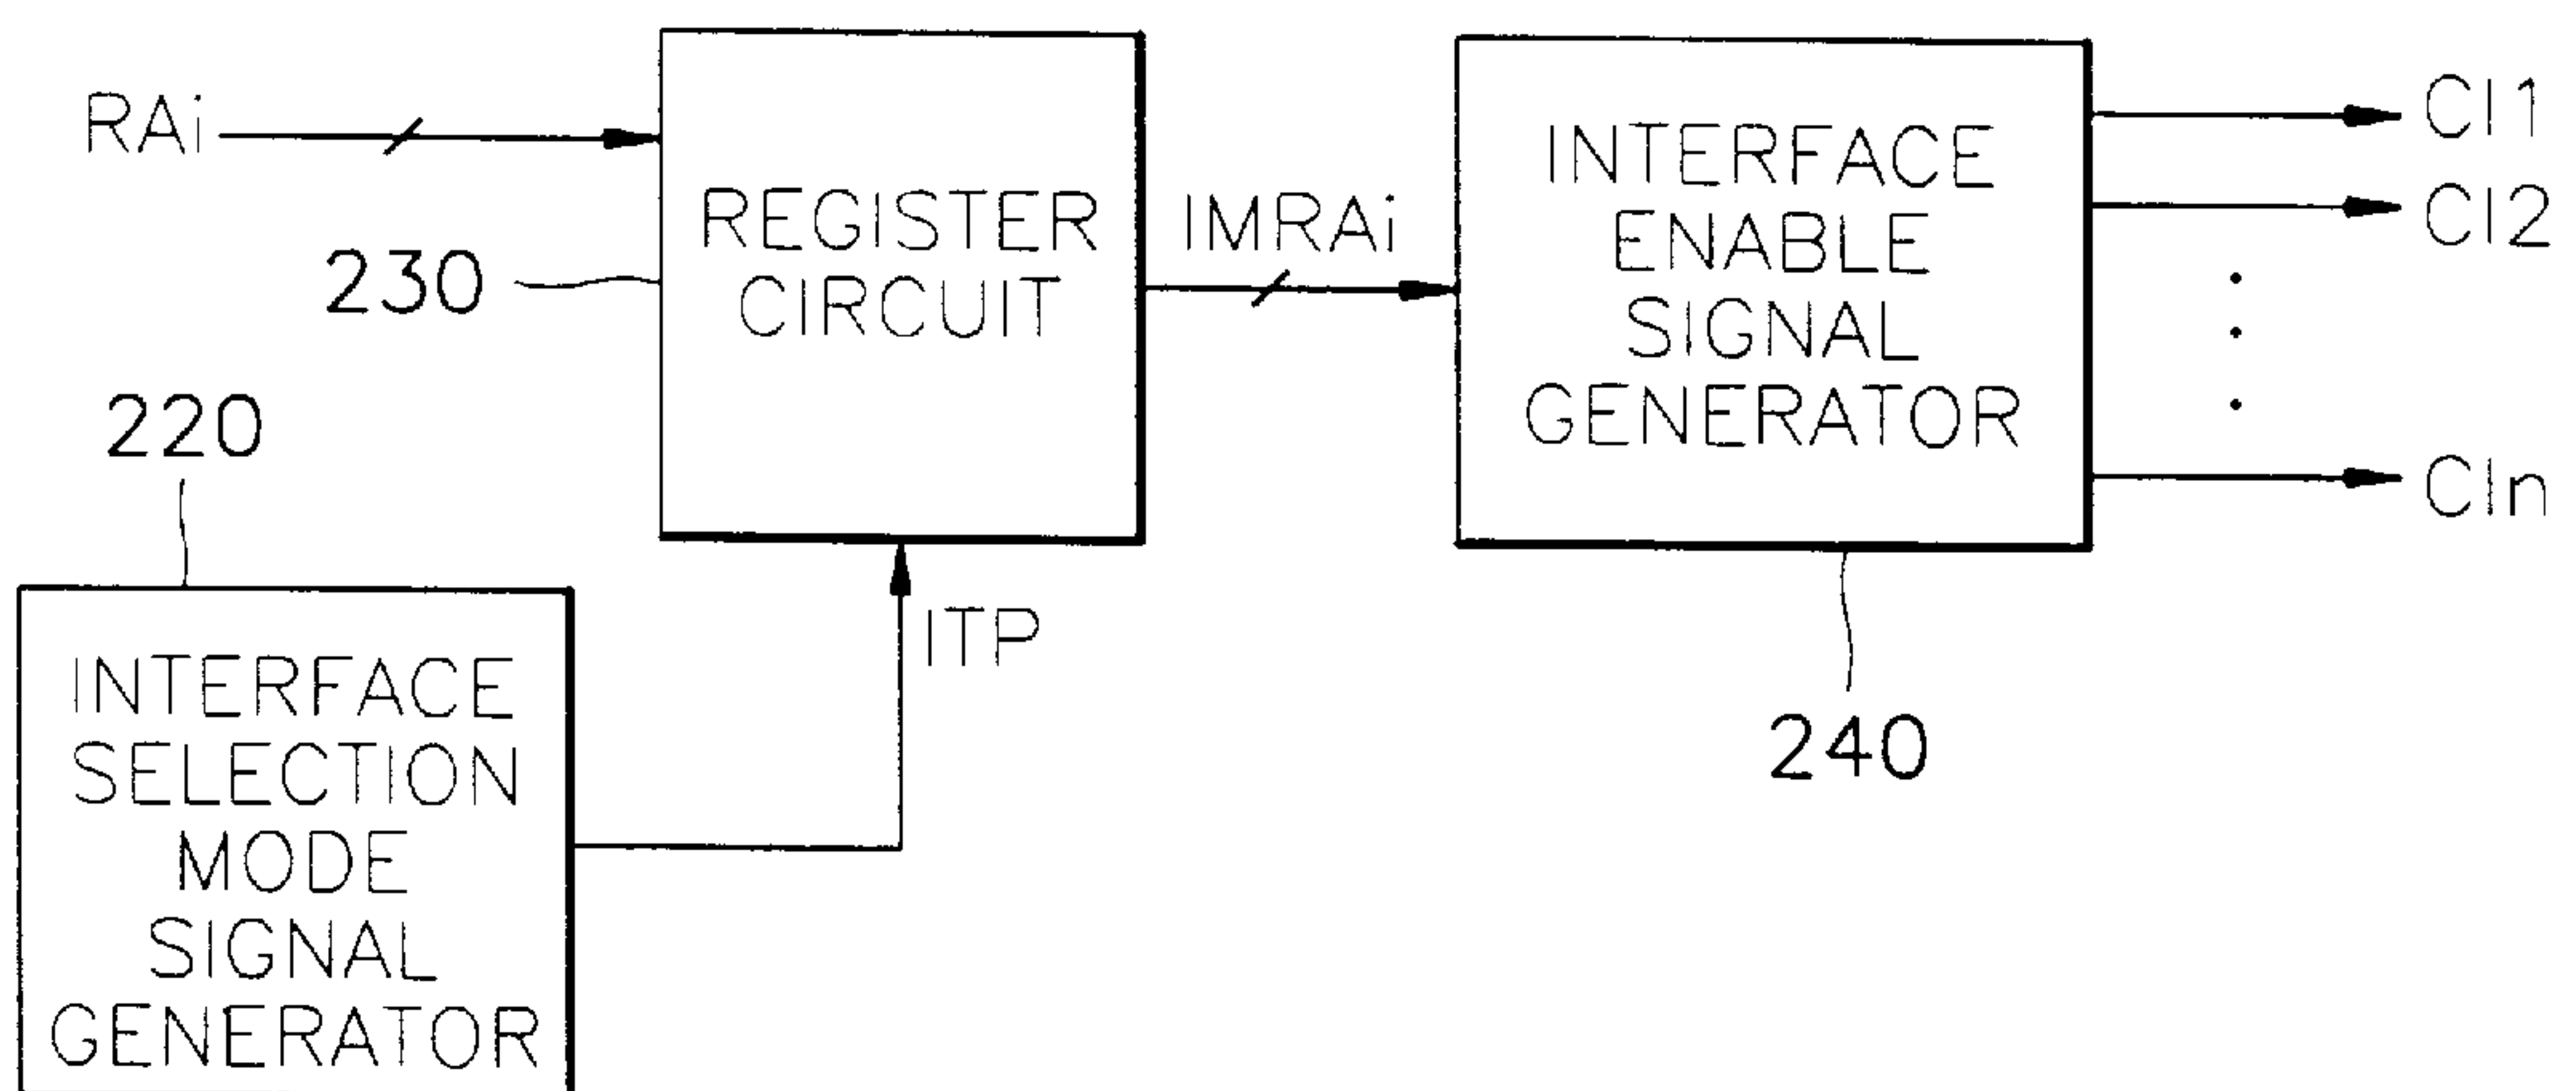 RAi
REGISTER
CIRCUIT
230
IMRAi
INTERFACE
ENABLE
SIGNAL
GENERATOR
CI1
CI2
CIn
220
ITP
240
INTERFACE
SELECTION
MODE
SIGNAL
GENERATOR